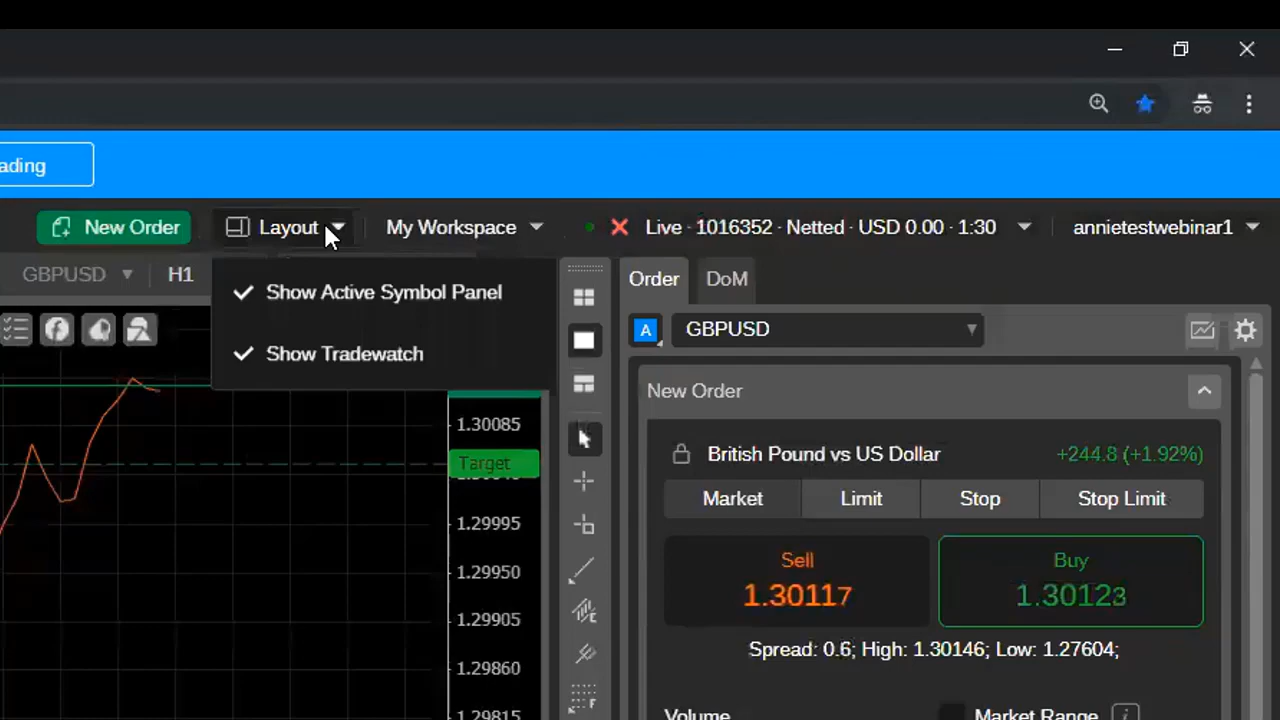 ading
New Order
Layout
My Workspace
Live · 1016352 · Netted · USD 0.00 · 1:30
annietestwebinar1
GBPUSD
H1
Show Active Symbol Panel
Show Tradewatch
Order
DoM
A
GBPUSD
New Order
1.30085
Target
British Pound vs US Dollar
+244.8 (+1.92%)
Market
Limit
Stop
Stop Limit
1.29995
1.29950
1.29905
1.29860
1.29815
Sell
1.30117
Buy
1.30123
E
F
Spread: 0.6; High: 1.30146; Low: 1.27604;
Volume
Market Range